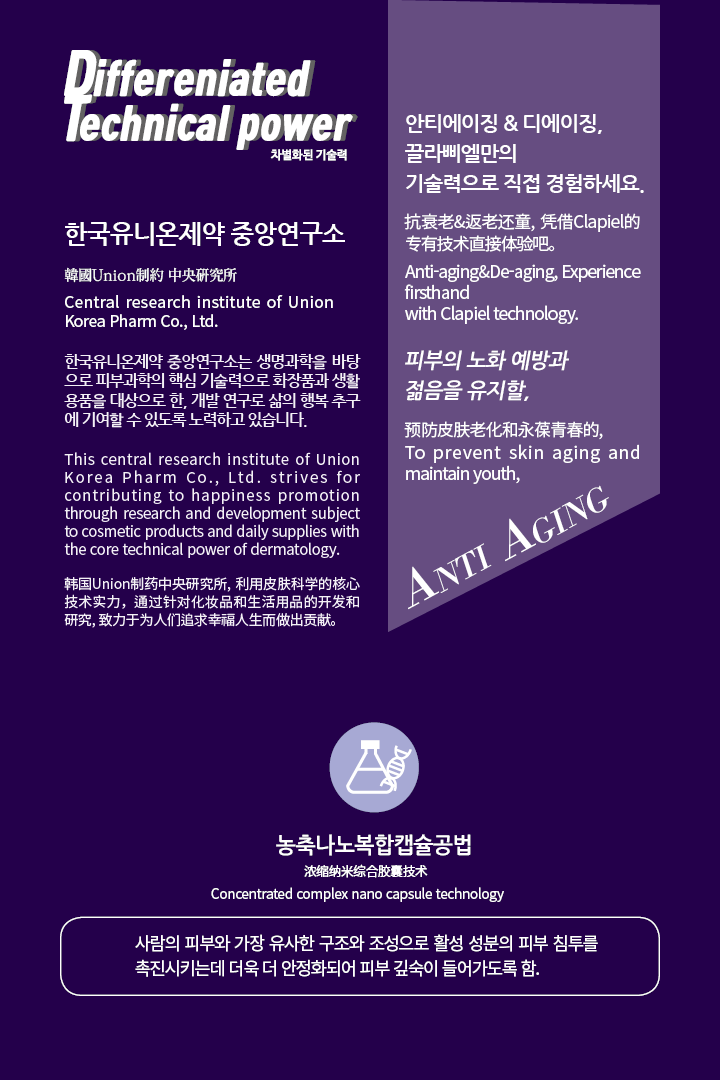 Differeniated
Technical power
차별화된 기술력
한국유니온제약 중앙연구소
韓國Union制約 中央研究所
Central research institute of Union
Korea Pharm Co., Ltd.
한국유니온제약 중앙연구소는 생명과학을 바탕
으로 피부과학의 핵심 기술력으로 화장품과 생활
용품을 대상으로 한, 개발 연구로 삶의 행복 추구
에 기여할 수 있도록 노력하고 있습니다.
This central research institute of Union
Korea Pharm Co., Ltd. strives for
contributing to happiness promotion
through research and development subject
to cosmetic products and daily supplies with
the core technical power of dermatology.
韩国Union制药中央研究所, 利用皮肤科学的核心
技术实力，通过针对化妆品和生活用品的开发和
研究, 致力于为人们追求幸福人生而做出贡献。
안티에이징 & 디에이징,
끌라삐엘만의
기술력으로 직접 경험하세요.
抗衰老&返老还童, 凭借Clapiel的
专有技术直接体验吧。
Anti-aging&De-aging, Experience
firsthand
with Clapiel technology.
피부의 노화 예방과
젊음을 유지할,
预防皮肤老化和永葆青春的,
To prevent skin aging and
maintain youth,
ANTI AGING
농축나노복합캡슐공법
浓缩纳米综合胶囊技术
Concentrated complex nano capsule technology
사람의 피부와 가장 유사한 구조와 조성으로 활성 성분의 피부 침투를
촉진시키는데 더욱 더 안정화되어 피부 깊숙이 들어가도록 함.